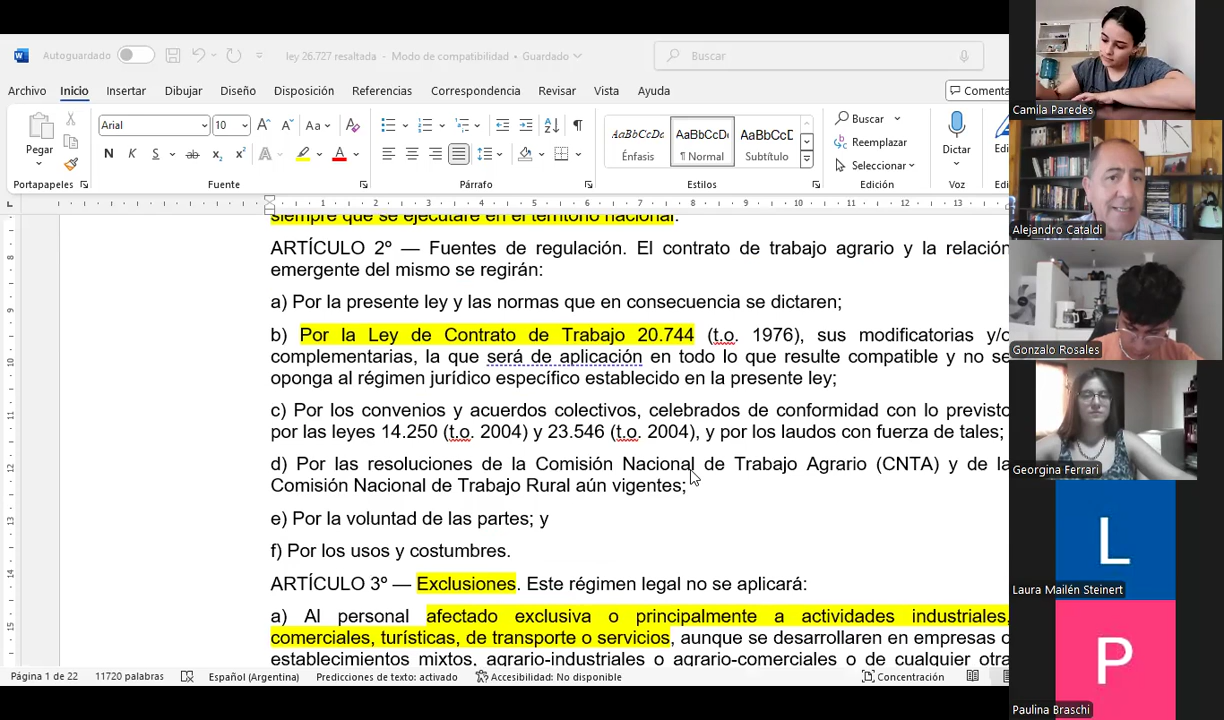 Autoguardado
ley 26.727 resaltada - Modo de compatibilidad • Guardado
Buscar
Archivo Inicio Insertar Dibujar Diseño Disposición Referencias Correspondencia Revisar Vista Ayuda
Pegar
Portapapeles
Arial 10
Fuente
Párrafo
AaBbCcDc AaBbCcDc AaBbCcD
Énfasis ¶ Normal Subtítulo
Estilos
Buscar
Reemplazar
Seleccionar
Edición
Dictar
Voz
siempre que se ejecutare en el territorio nacional.
ARTÍCULO 2º — Fuentes de regulación. El contrato de trabajo agrario y la relación
emergente del mismo se regirán:
a) Por la presente ley y las normas que en consecuencia se dictaren;
b) Por la Ley de Contrato de Trabajo 20.744 (t.o. 1976), sus modificatorias y/o
complementarias, la que será de aplicación en todo lo que resulte compatible y no se
oponga al régimen jurídico específico establecido en la presente ley;
c) Por los convenios y acuerdos colectivos, celebrados de conformidad con lo previsto
por las leyes 14.250 (t.o. 2004) y 23.546 (t.o. 2004), y por los laudos con fuerza de tales;
d) Por las resoluciones de la Comisión Nacional de Trabajo Agrario (CNTA) y de la
Comisión Nacional de Trabajo Rural aún vigentes;
e) Por la voluntad de las partes; y
f) Por los usos y costumbres.
ARTÍCULO 3º — Exclusiones. Este régimen legal no se aplicará:
a) Al personal afectado exclusiva o principalmente a actividades industriales,
comerciales, turísticas, de transporte o servicios, aunque se desarrollaren en empresas o
establecimientos mixtos, agrario-industriales o agrario-comerciales o de cualquier otra
Página 1 de 22 11720 palabras Español (Argentina) Predicciones de texto: activado Accesibilidad: No disponible Concentración
Camila Paredes
Alejandro Cataldi
Gonzalo Rosales
Georgina Ferrari
L
Laura Mailén Steinert
P
Paulina Braschi